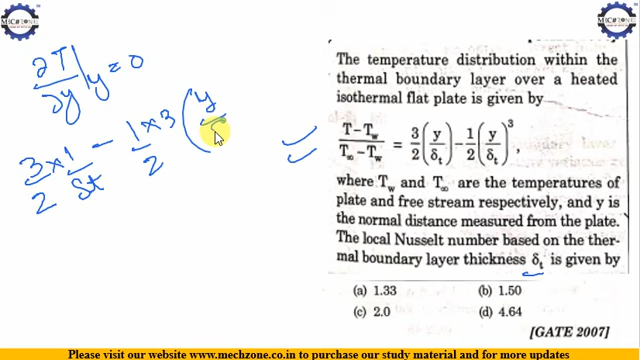 MECHZONE
MECHZONE
∂T/∂y | y = 0
3/2 × 1/δt − 1/2 × 3 (y/δ
The temperature distribution within the
thermal boundary layer over a heated
isothermal flat plate is given by
(T−Tw)/(T∞−Tw) = 3/2 (y/δt) − 1/2 (y/δt)³,
where Tw and T∞ are the temperatures of
plate and free stream respectively, and y is
the normal distance measured from the plate.
The local Nusselt number based on the ther-
mal boundary layer thickness δt is given by
(a) 1.33 (b) 1.50
(c) 2.0 (d) 4.64
[GATE 2007]
Please visit our website www.mechzone.co.in to purchase our study material and for more updates